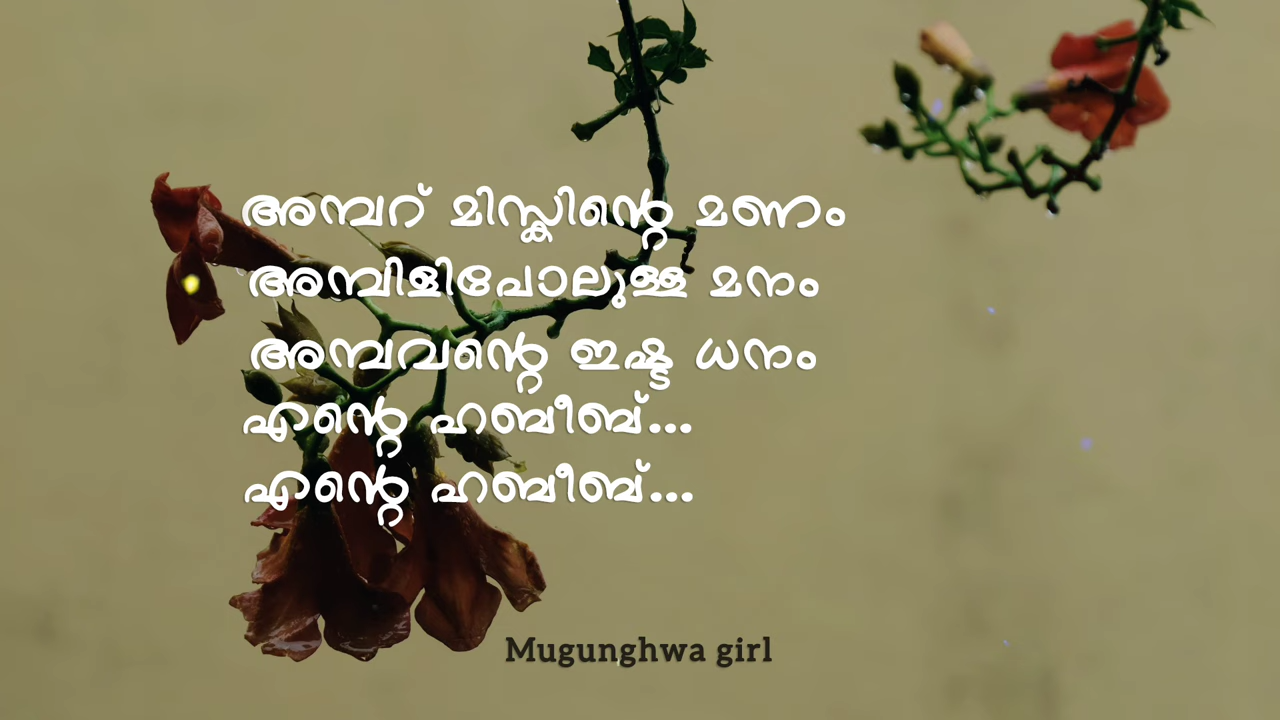 അമ്പറ് മിസ്കിന്റെ മണം
അമ്പിളിപോലുള്ള മനം
അമ്പവന്റെ ഇഷ്ട ധനം
എന്റെ ഹബീബ്...
എന്റെ ഹബീബ്...
Mugunghwa girl